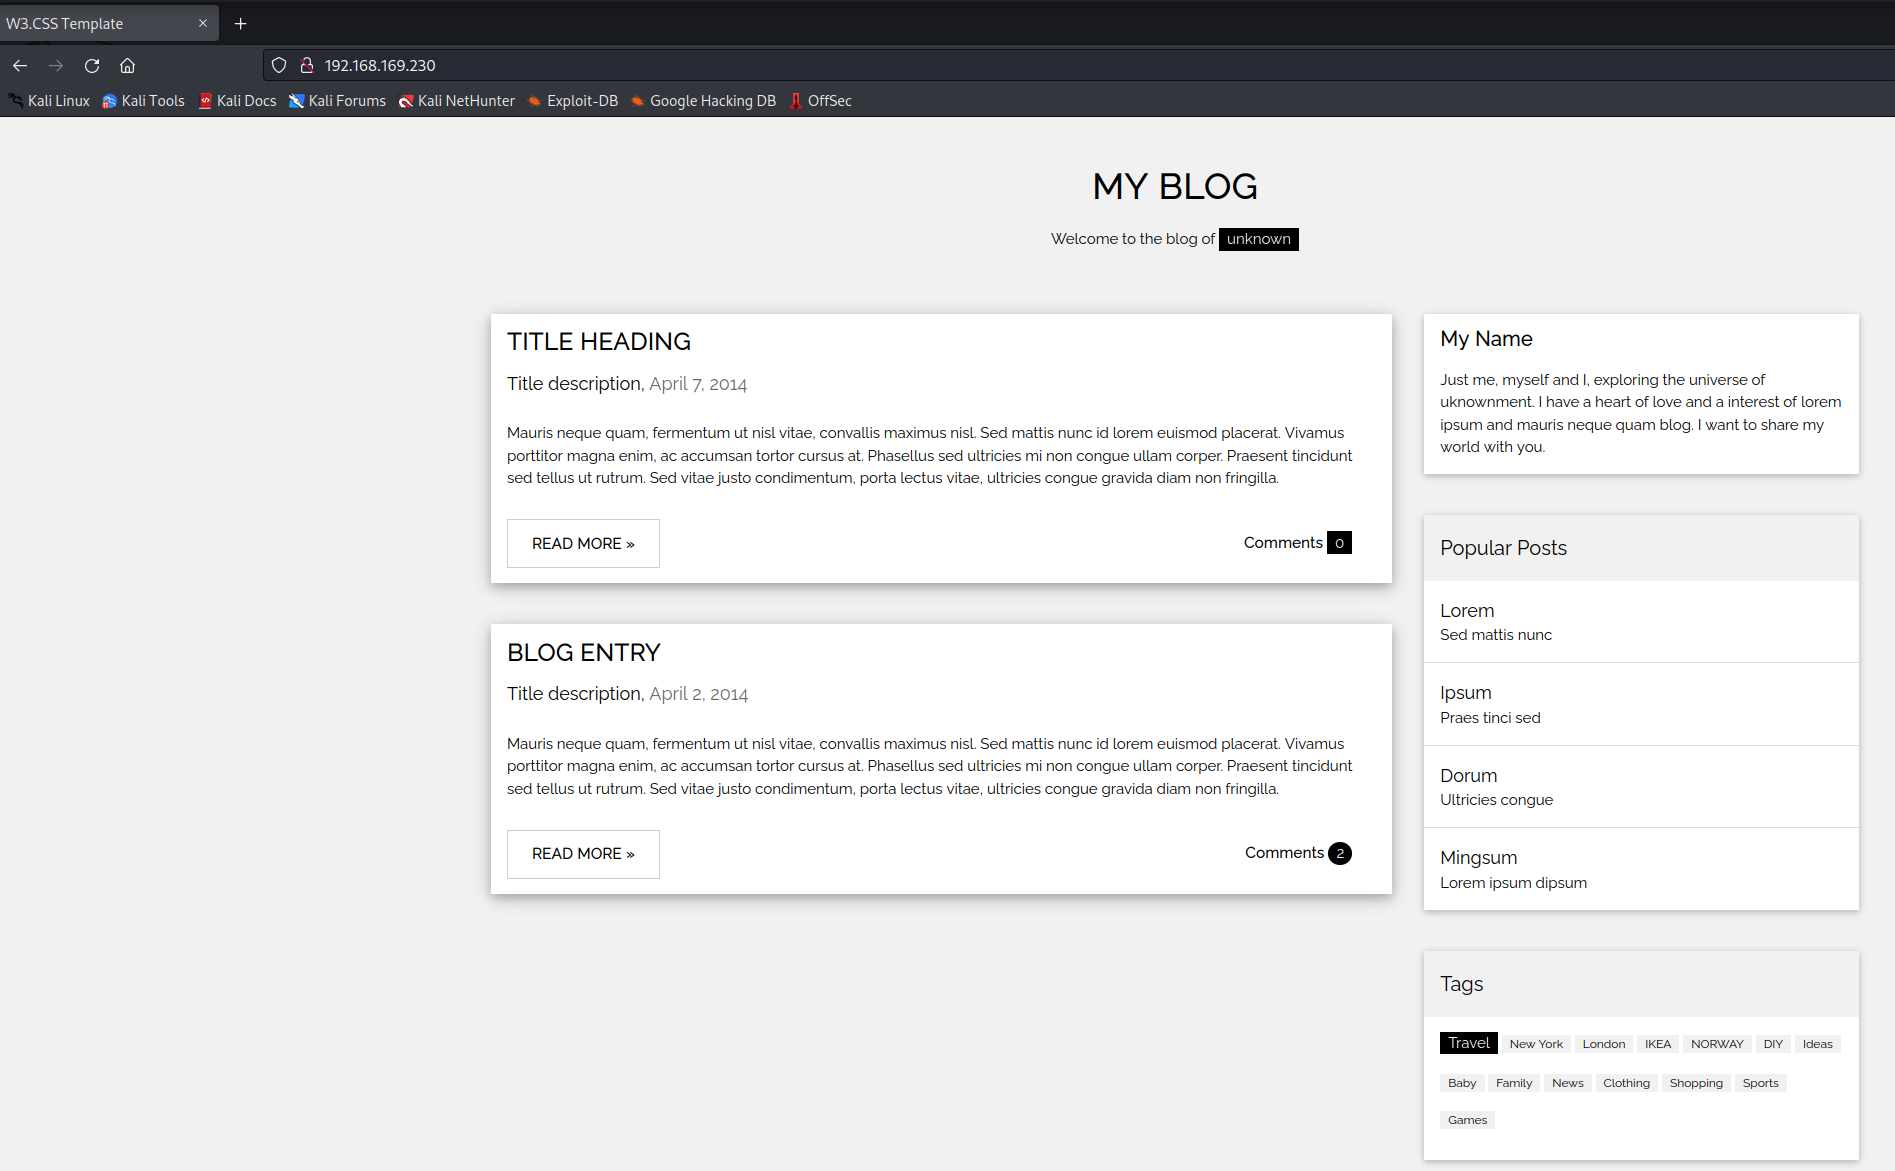 W3.CSS Template
192.168.169.230
Kali Linux Kali Tools Kali Docs Kali Forums Kali NetHunter Exploit-DB Google Hacking DB OffSec
MY BLOG
Welcome to the blog of unknown
TITLE HEADING
Title description, April 7, 2014
Mauris neque quam, fermentum ut nisl vitae, convallis maximus nisl. Sed mattis nunc id lorem euismod placerat. Vivamus
porttitor magna enim, ac accumsan tortor cursus at. Phasellus sed ultricies mi non congue ullam corper. Praesent tincidunt
sed tellus ut rutrum. Sed vitae justo condimentum, porta lectus vitae, ultricies congue gravida diam non fringilla.
READ MORE »
Comments 0
BLOG ENTRY
Title description, April 2, 2014
Mauris neque quam, fermentum ut nisl vitae, convallis maximus nisl. Sed mattis nunc id lorem euismod placerat. Vivamus
porttitor magna enim, ac accumsan tortor cursus at. Phasellus sed ultricies mi non congue ullam corper. Praesent tincidunt
sed tellus ut rutrum. Sed vitae justo condimentum, porta lectus vitae, ultricies congue gravida diam non fringilla.
READ MORE »
Comments 2
My Name
Just me, myself and I, exploring the universe of
uknownment. I have a heart of love and a interest of lorem
ipsum and mauris neque quam blog. I want to share my
world with you.
Popular Posts
Lorem
Sed mattis nunc
Ipsum
Praes tinci sed
Dorum
Ultricies congue
Mingsum
Lorem ipsum dipsum
Tags
Travel New York London IKEA NORWAY DIY Ideas
Baby Family News Clothing Shopping Sports
Games